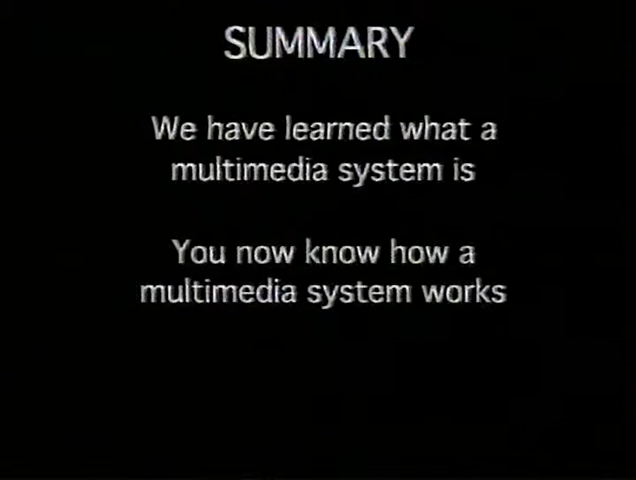 SUMMARY
We have learned what a
multimedia system is
You now know how a
multimedia system works